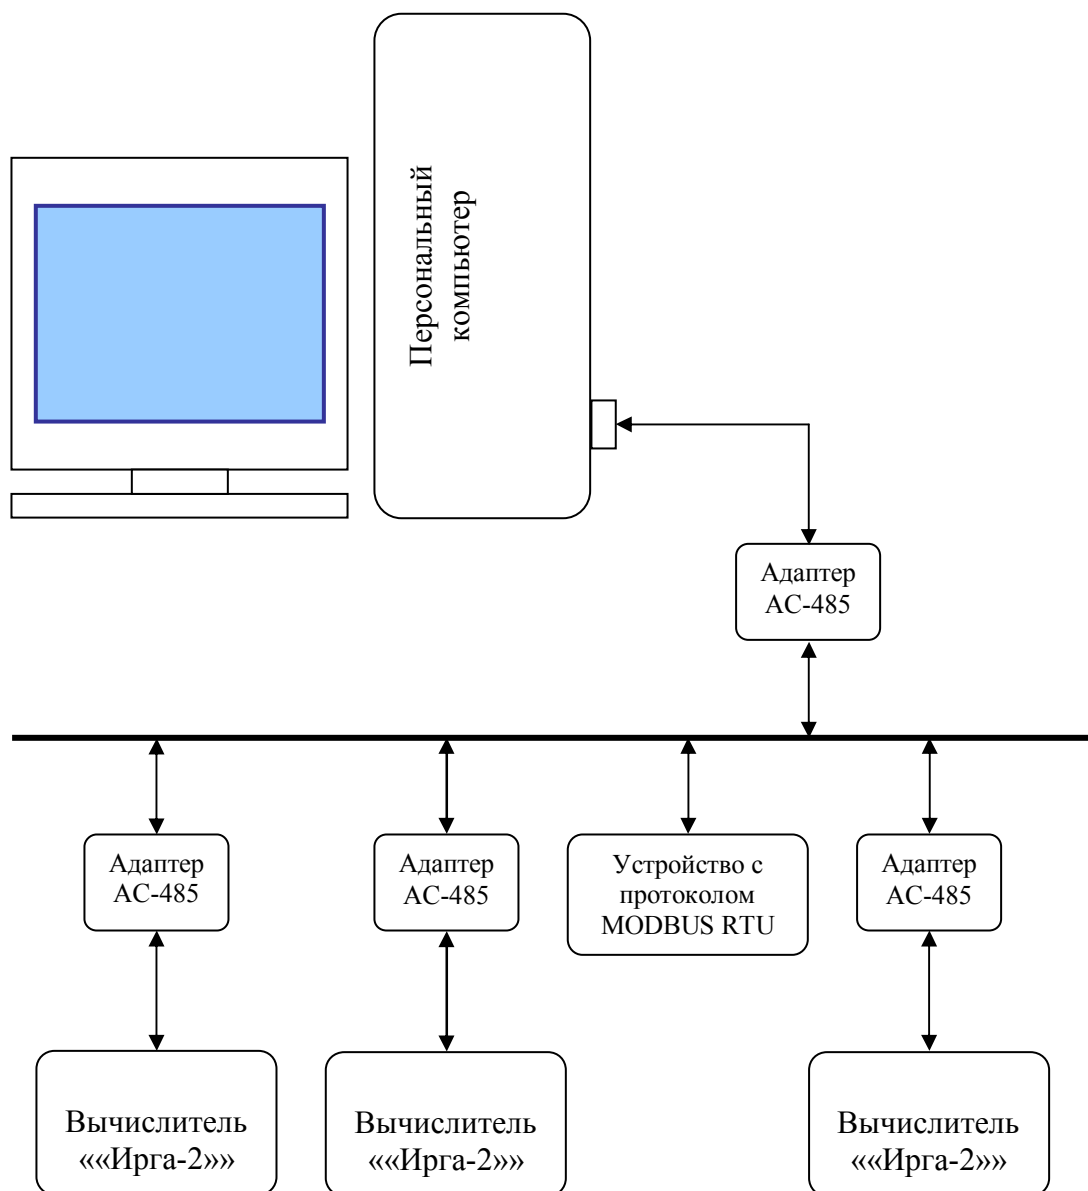 Персональный
компьютер
Адаптер
АС-485
Адаптер
АС-485
Адаптер
АС-485
Устройство с
протоколом
MODBUS RTU
Адаптер
АС-485
Вычислитель
««Ирга-2»»
Вычислитель
««Ирга-2»»
Вычислитель
««Ирга-2»»